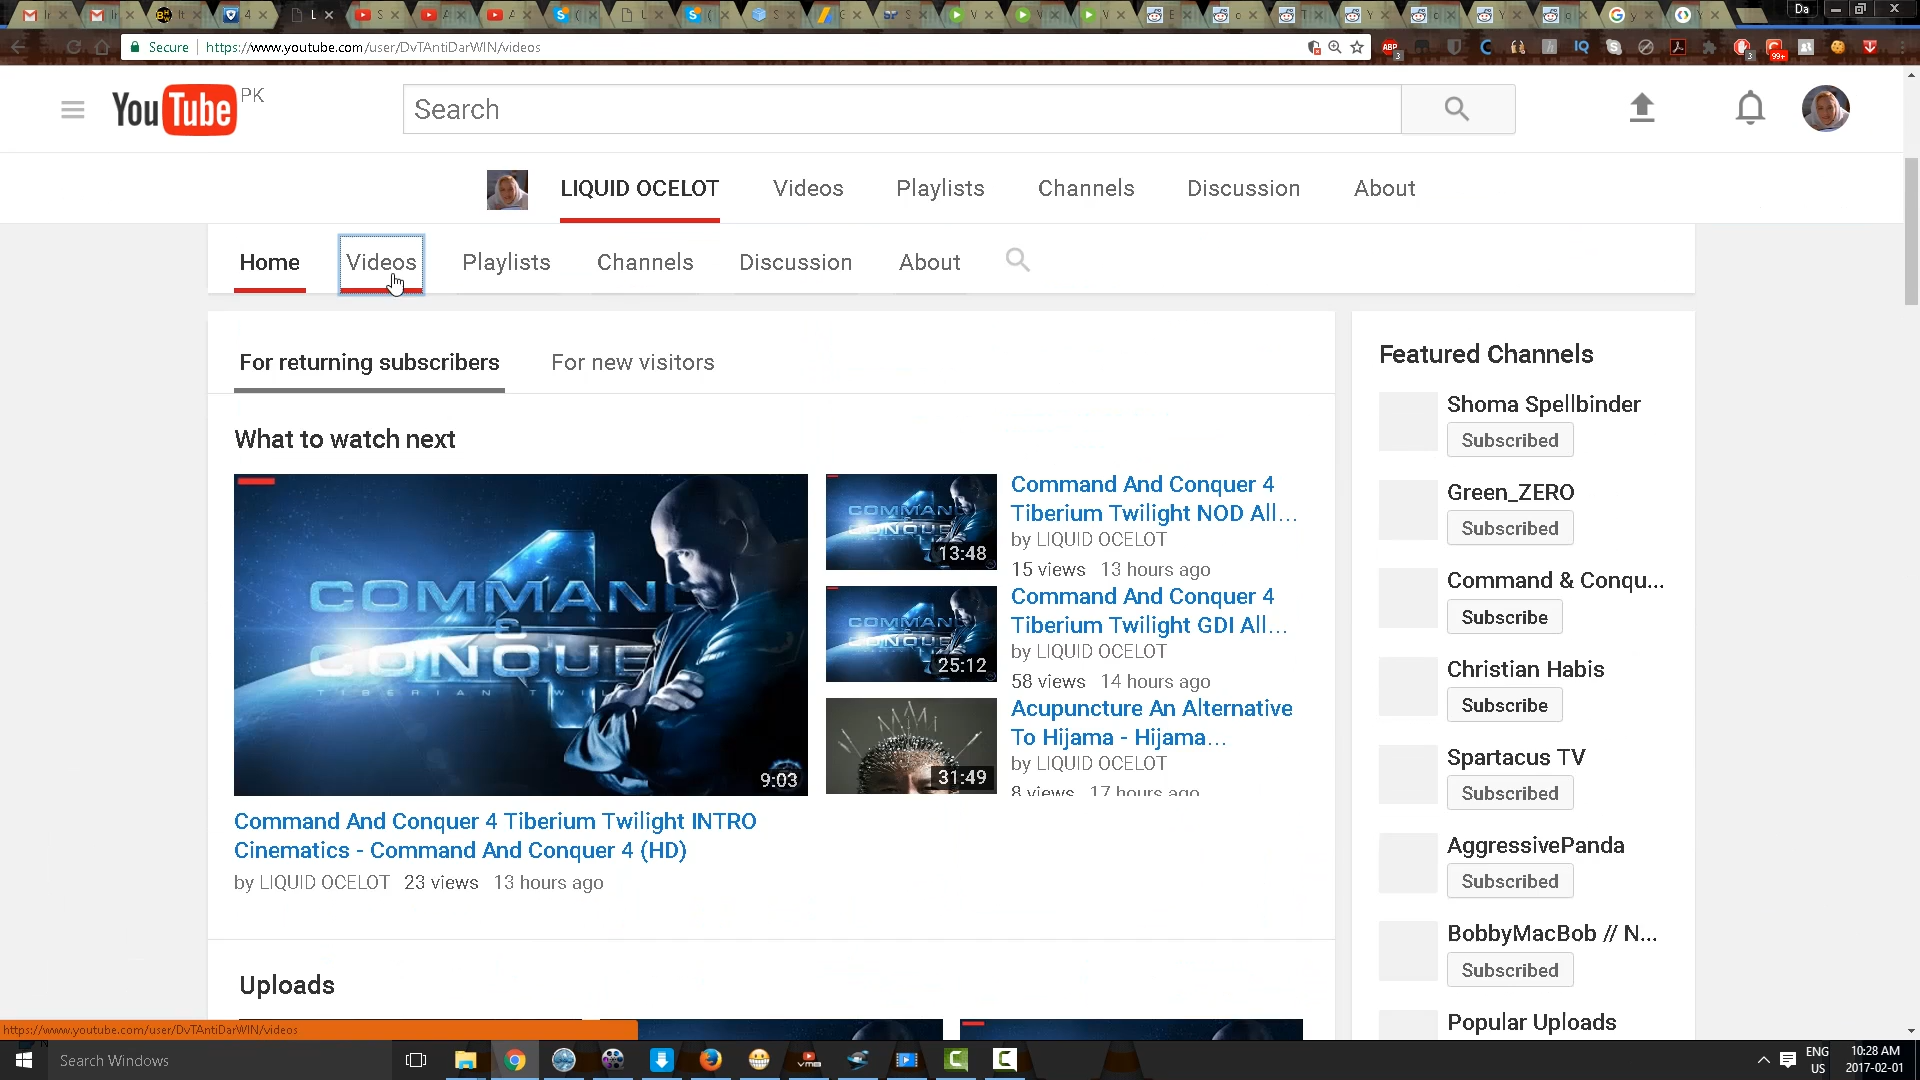 Da
Secure
https://www.youtube.com/user/DvTAntiDarWIN/videos
YouTube PK
Search
LIQUID OCELOT
Videos
Playlists
Channels
Discussion
About
Home
Videos
Playlists
Channels
Discussion
About
For returning subscribers
For new visitors
What to watch next
9:03
Command And Conquer 4 Tiberium Twilight INTRO
Cinematics - Command And Conquer 4 (HD)
by LIQUID OCELOT 23 views 13 hours ago
13:48
Command And Conquer 4
Tiberium Twilight NOD All...
by LIQUID OCELOT
15 views 13 hours ago
25:12
Command And Conquer 4
Tiberium Twilight GDI All...
by LIQUID OCELOT
58 views 14 hours ago
31:49
Acupuncture An Alternative
To Hijama - Hijama...
by LIQUID OCELOT
8 views 17 hours ago
Uploads
Featured Channels
Shoma Spellbinder
Subscribed
Green_ZERO
Subscribed
Command & Conqu...
Subscribe
Christian Habis
Subscribe
Spartacus TV
Subscribed
AggressivePanda
Subscribed
BobbyMacBob // N...
Subscribed
Popular Uploads
https://www.youtube.com/user/DvTAntiDarWIN/videos
Search Windows
ENG
US
10:28 AM
2017-02-01